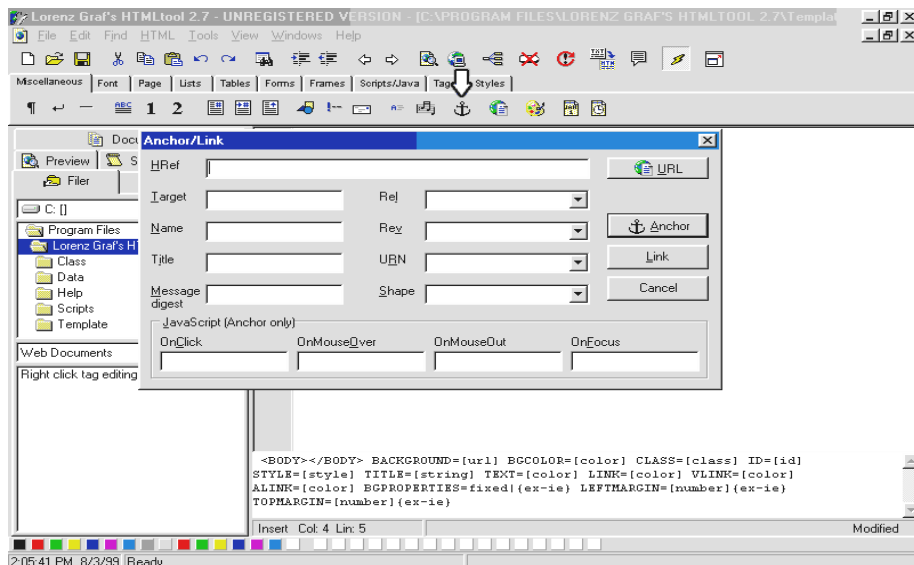 Lorenz Graf's HTMLtool 2.7 - UNREGISTERED VERSION - [C:\PROGRAM FILES\LORENZ GRAF'S HTMLTOOL 2.7\Templa
File Edit Find HTML Tools View Windows Help
Miscellaneous Font Page Lists Tables Forms Frames Scripts/Java Tag Styles
ABC 1 2
Docu
Anchor/Link
Preview S
HRef
URL
Filer
Target
Rel
C: []
Name
Rev
Anchor
Program Files
Lorenz Graf's H
Title
URN
Link
Class
Data
Message digest
Shape
Cancel
Help
Scripts
Template
JavaScript (Anchor only)
OnClick OnMouseOver OnMouseOut OnFocus
Web Documents
Right click tag editing
<BODY></BODY> BACKGROUND=[url] BGCOLOR=[color] CLASS=[class] ID=[id]
STYLE=[style] TITLE=[string] TEXT=[color] LINK=[color] VLINK=[color]
ALINK=[color] BGPROPERTIES=fixed|{ex-ie} LEFTMARGIN=[number]{ex-ie}
TOPMARGIN=[number]{ex-ie}
Insert Col: 4 Lin: 5
Modified
2:05:41 PM 8/3/99 Ready